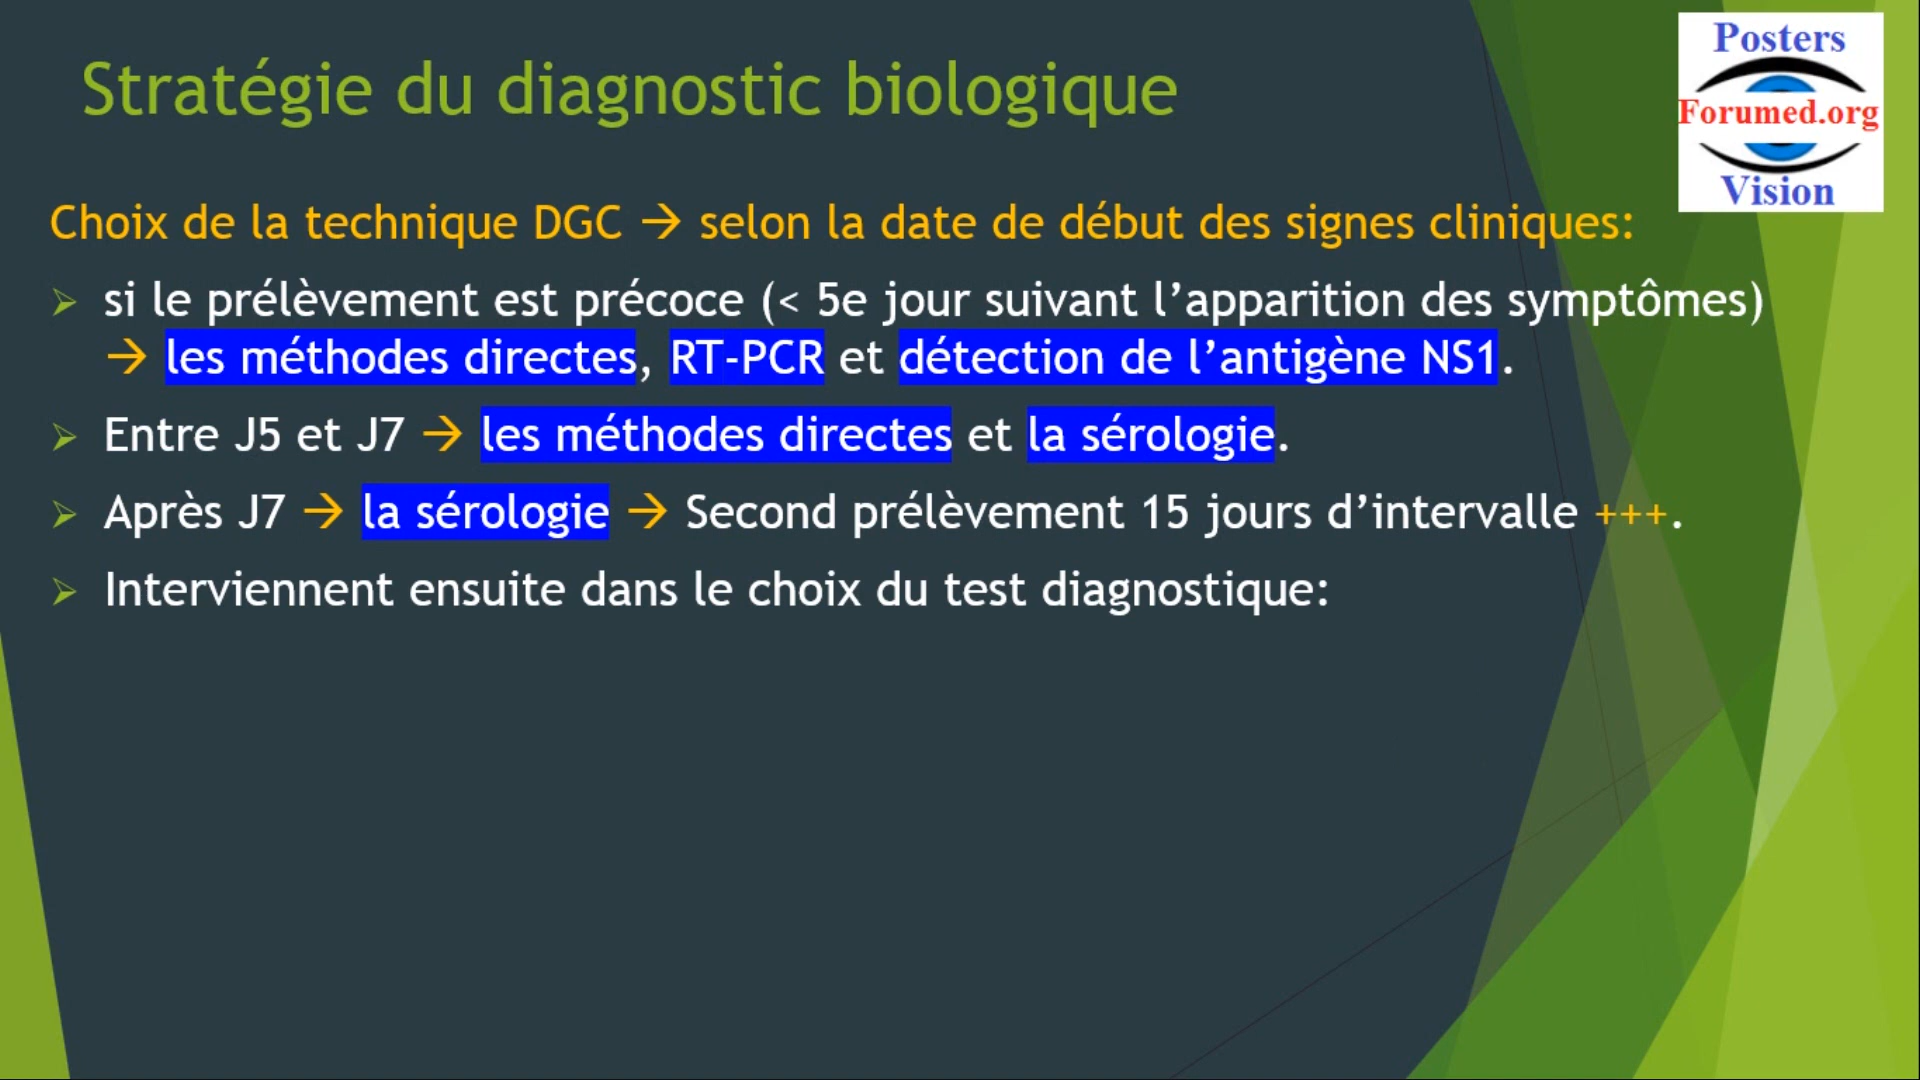 Stratégie du diagnostic biologique
Posters
Forumed.org
Vision
Choix de la technique DGC → selon la date de début des signes cliniques:
➢ si le prélèvement est précoce (< 5e jour suivant l’apparition des symptômes)
→ les méthodes directes, RT-PCR et détection de l’antigène NS1.
➢ Entre J5 et J7 → les méthodes directes et la sérologie.
➢ Après J7 → la sérologie → Second prélèvement 15 jours d’intervalle +++.
➢ Interviennent ensuite dans le choix du test diagnostique: